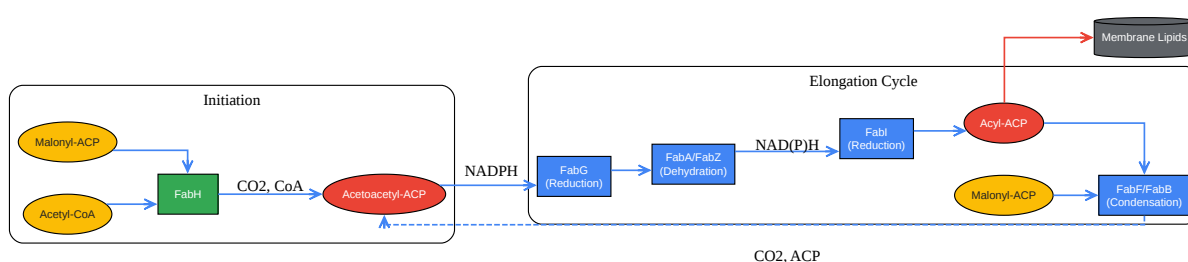 Membrane Lipids
Elongation Cycle
Initiation
Malonyl-ACP
Acetyl-CoA
FabH
CO2, CoA
Acetoacetyl-ACP
NADPH
FabG
(Reduction)
FabA/FabZ
(Dehydration)
NAD(P)H
FabI
(Reduction)
Acyl-ACP
Malonyl-ACP
FabF/FabB
(Condensation)
CO2, ACP